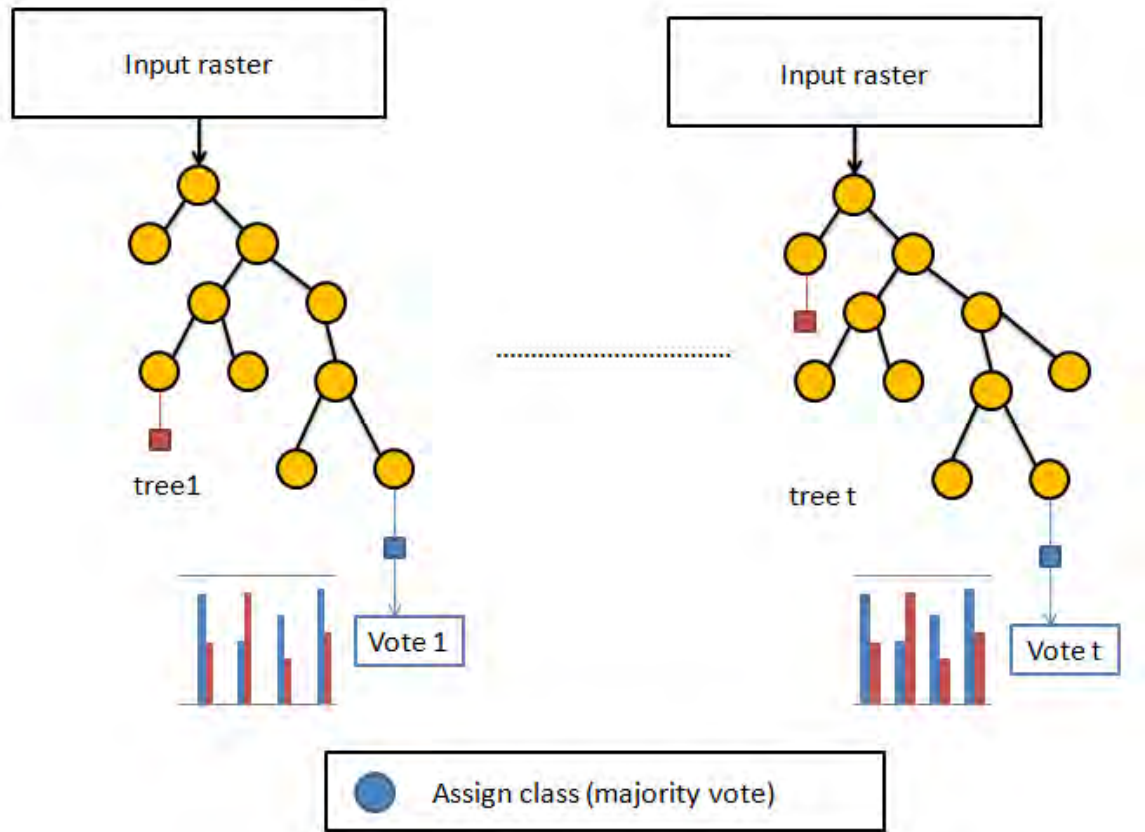 Input raster
Input raster
tree1
tree t
Vote 1
Vote t
Assign class (majority vote)